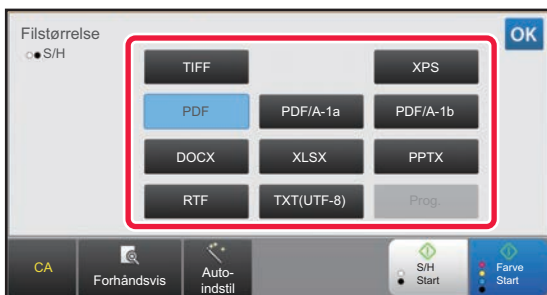 Filstørrelse
OK
S/H
TIFF
XPS
PDF
PDF/A-1a
PDF/A-1b
DOCX
XLSX
PPTX
RTF
TXT(UTF-8)
Prog.
CA
Forhåndsvis
Auto-
indstil
S/H
Start
Farve
Start